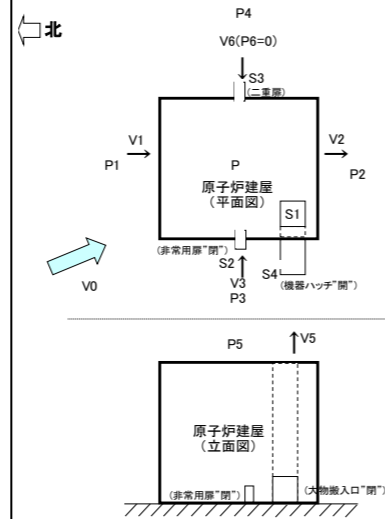 北
P4
V6(P6=0)
S3
(二重扉)
V1
V2
P1
P
P2
原子炉建屋
(平面図)
S1
(非常用扉"閉")
S2
S4
(機器ハッチ"開")
V3
P3
V0
P5
V5
原子炉建屋
(立面図)
(非常用扉"閉")
(大物搬入口"閉")